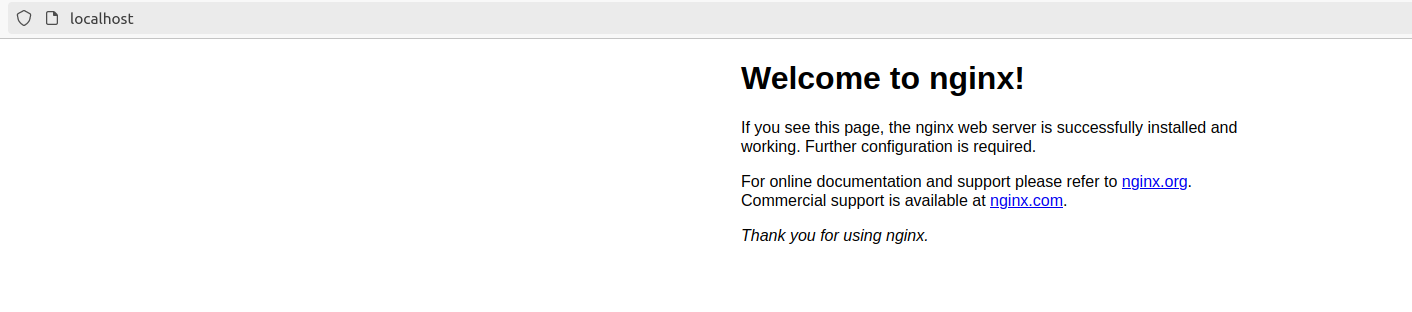 localhost
Welcome to nginx!
If you see this page, the nginx web server is successfully installed and
working. Further configuration is required.
For online documentation and support please refer to nginx.org.
Commercial support is available at nginx.com.
Thank you for using nginx.